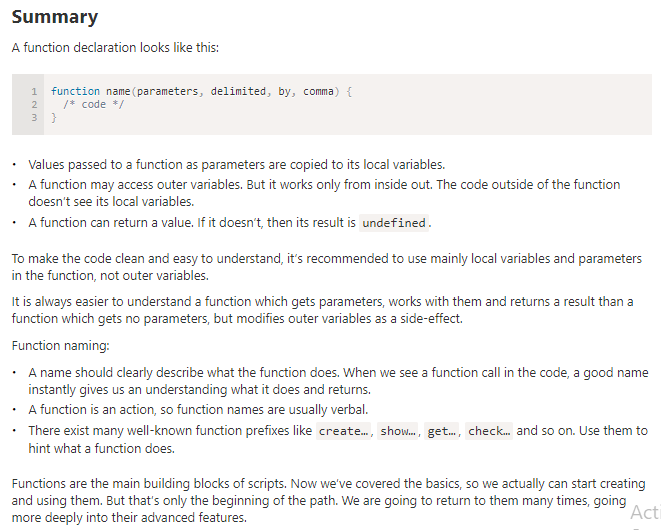 Summary
A function declaration looks like this:
1 function name(parameters, delimited, by, comma) {
2 /* code */
3 }
• Values passed to a function as parameters are copied to its local variables.
• A function may access outer variables. But it works only from inside out. The code outside of the function
doesn't see its local variables.
• A function can return a value. If it doesn't, then its result is undefined.
To make the code clean and easy to understand, it's recommended to use mainly local variables and parameters
in the function, not outer variables.
It is always easier to understand a function which gets parameters, works with them and returns a result than a
function which gets no parameters, but modifies outer variables as a side-effect.
Function naming:
• A name should clearly describe what the function does. When we see a function call in the code, a good name
instantly gives us an understanding what it does and returns.
• A function is an action, so function names are usually verbal.
• There exist many well-known function prefixes like create…, show…, get…, check… and so on. Use them to
hint what a function does.
Functions are the main building blocks of scripts. Now we've covered the basics, so we actually can start creating
and using them. But that's only the beginning of the path. We are going to return to them many times, going
more deeply into their advanced features.
Acti